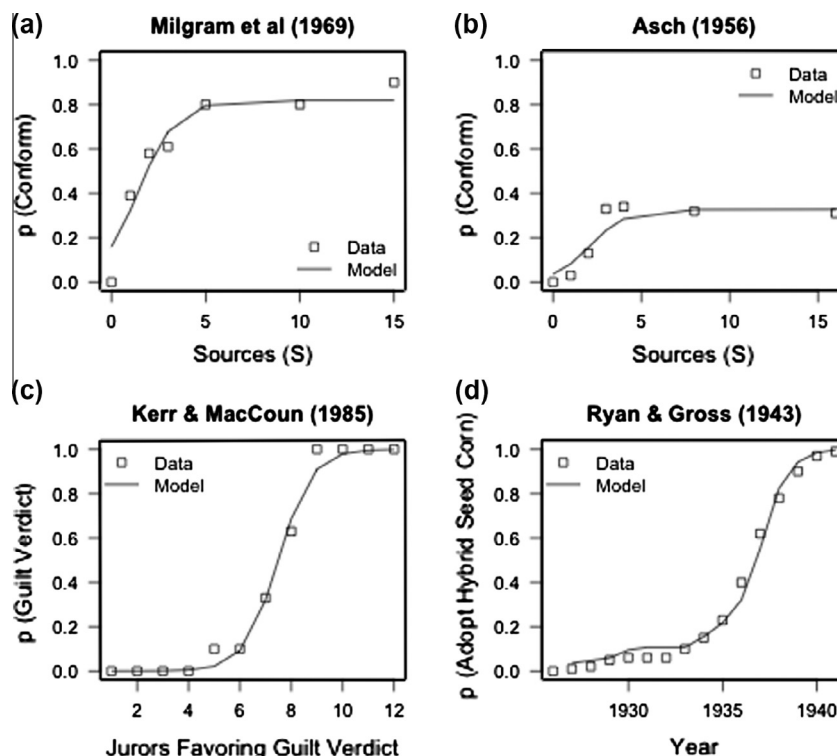 (a)
Milgram et al (1969)
p (Conform)
1.0
0.8
0.6
0.4
0.2
0.0
Data
Model
0 5 10 15
Sources (S)
(b)
Asch (1956)
p (Conform)
1.0
0.8
0.6
0.4
0.2
0.0
Data
Model
0 5 10 15
Sources (S)
(c)
Kerr & MacCoun (1985)
p (Guilt Verdict)
1.0
0.8
0.6
0.4
0.2
0.0
Data
Model
2 4 6 8 10 12
Jurors Favoring Guilt Verdict
(d)
Ryan & Gross (1943)
p (Adopt Hybrid Seed Corn)
1.0
0.8
0.6
0.4
0.2
0.0
Data
Model
1930 1935 1940
Year